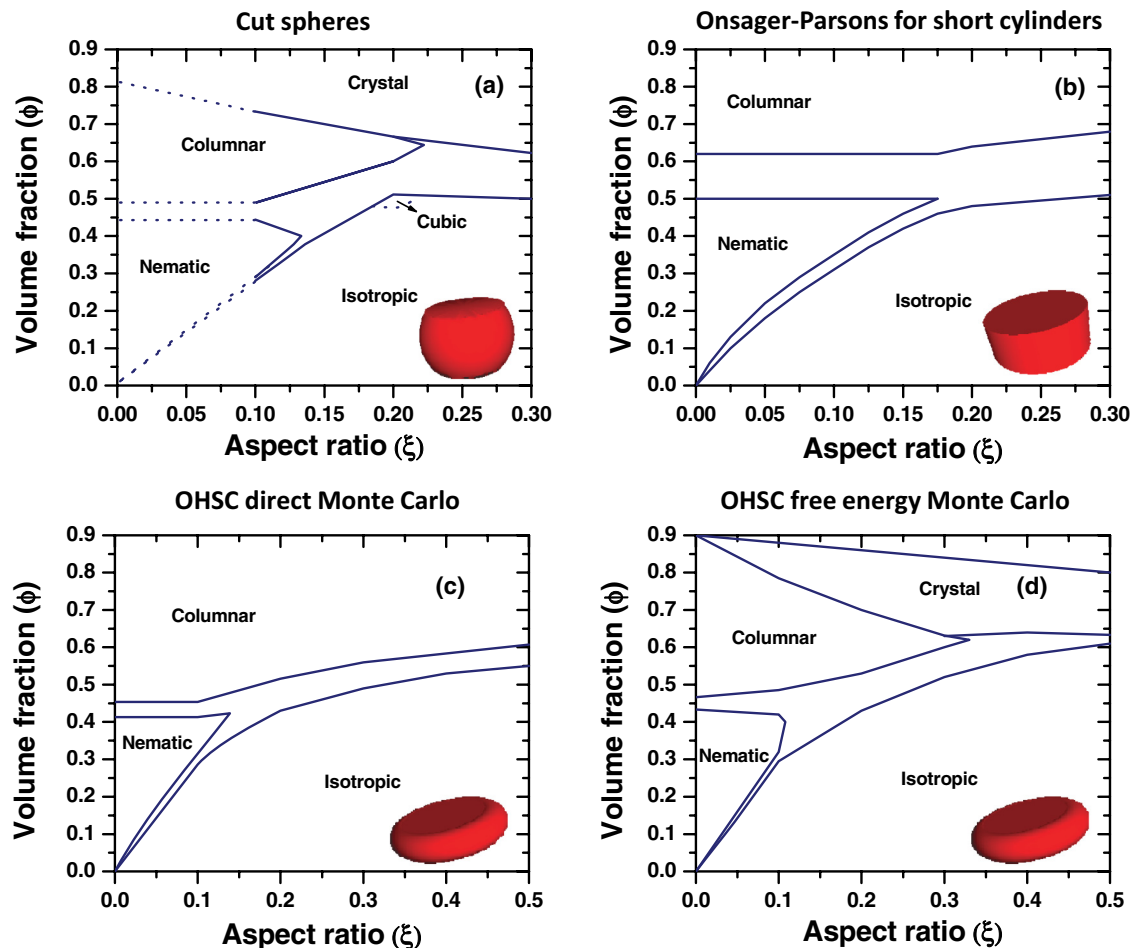 Cut spheres
Onsager-Parsons for short cylinders
0.9
0.8
0.7
0.6
0.5
0.4
0.3
0.2
0.1
0.0
Volume fraction (ϕ)
Crystal
(a)
Columnar
Cubic
Nematic
Isotropic
0.00 0.05 0.10 0.15 0.20 0.25 0.30
Aspect ratio (ξ)
0.9
0.8
0.7
0.6
0.5
0.4
0.3
0.2
0.1
0.0
Volume fraction (ϕ)
(b)
Columnar
Nematic
Isotropic
0.00 0.05 0.10 0.15 0.20 0.25 0.30
Aspect ratio (ξ)
OHSC direct Monte Carlo
OHSC free energy Monte Carlo
0.9
0.8
0.7
0.6
0.5
0.4
0.3
0.2
0.1
0.0
Volume fraction (ϕ)
(c)
Columnar
Nematic
Isotropic
0.0 0.1 0.2 0.3 0.4 0.5
Aspect ratio (ξ)
0.9
0.8
0.7
0.6
0.5
0.4
0.3
0.2
0.1
0.0
Volume fraction (ϕ)
Crystal
(d)
Columnar
Nematic
Isotropic
0.0 0.1 0.2 0.3 0.4 0.5
Aspect ratio (ξ)